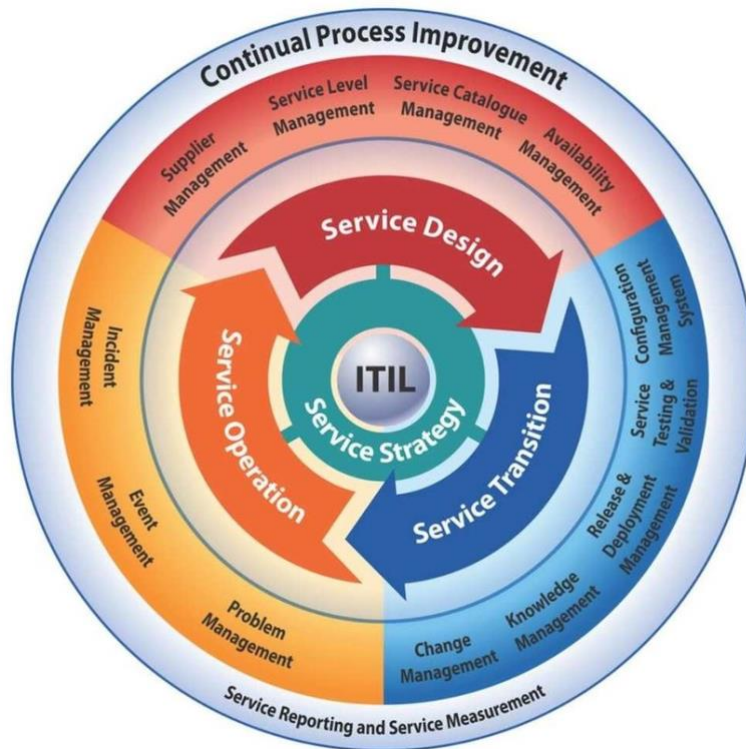 Continual Process Improvement
Supplier
Management
Service Level
Management
Service Catalogue
Management
Availability
Management
Configuration
Management
System
Service
Testing &
Validation
Release &
Deployment
Management
Knowledge
Management
Change
Management
Problem
Management
Event
Management
Incident
Management
Service Design
Service Transition
Service Operation
Service Strategy
ITIL
Service Reporting and Service Measurement